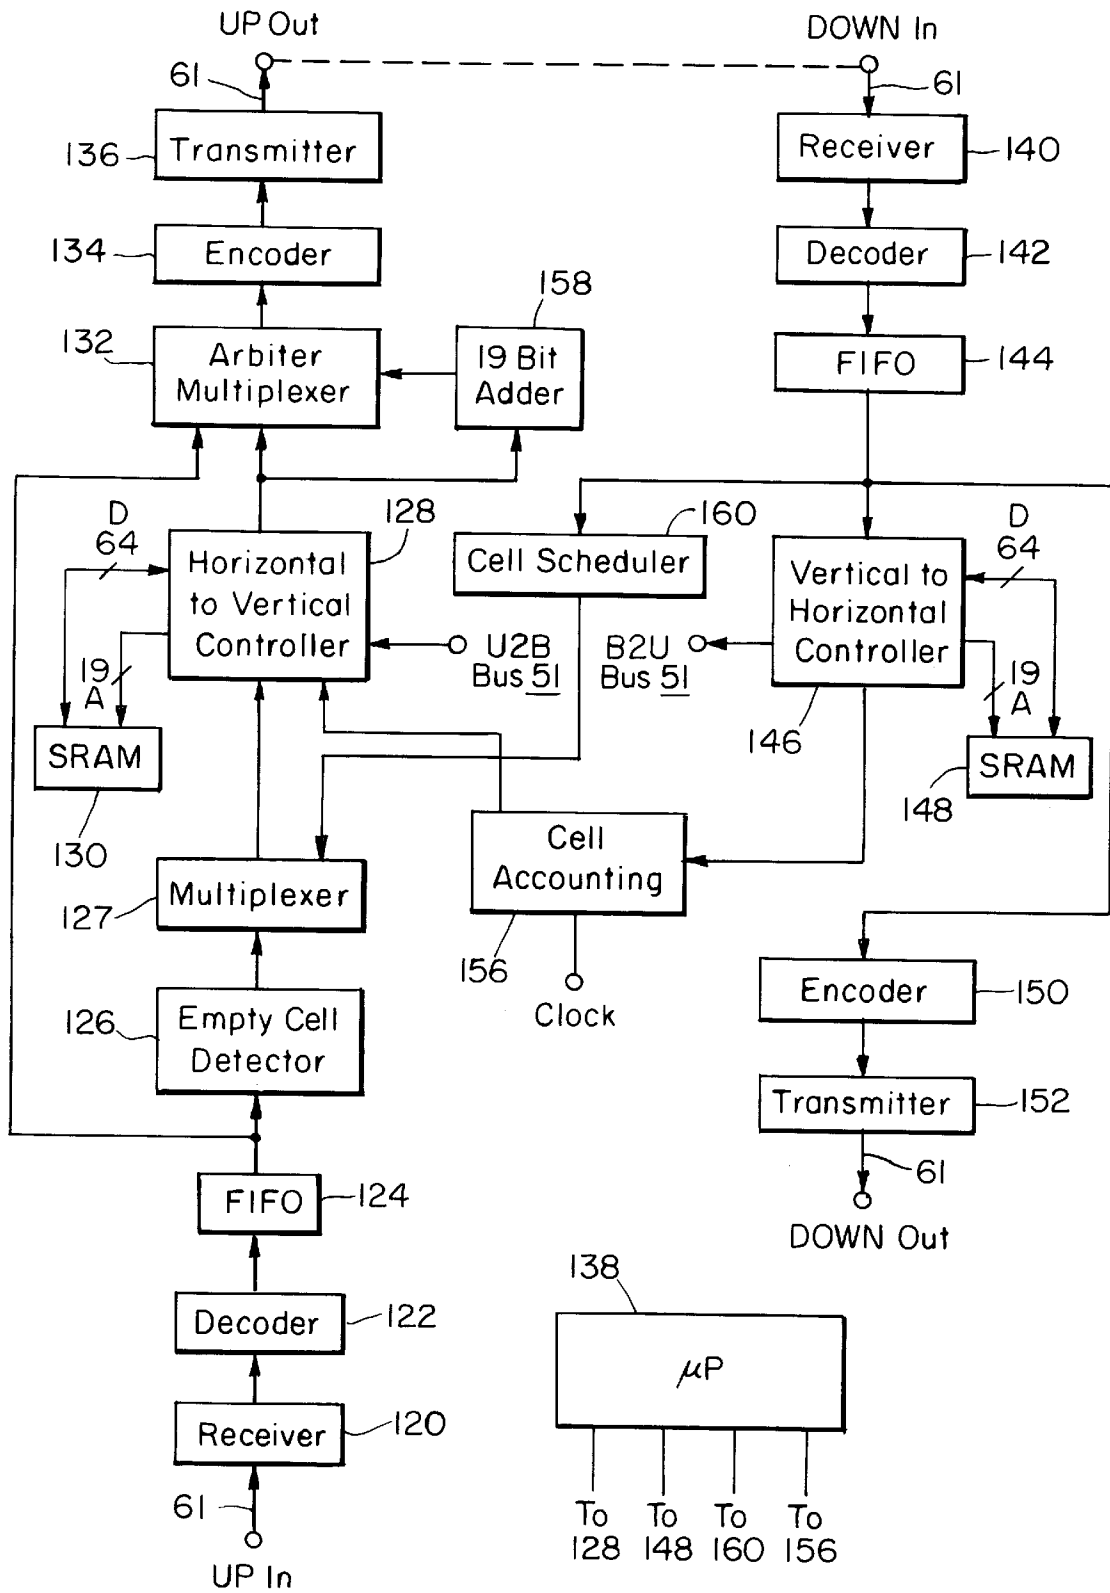 UP Out
DOWN In
61
61
Transmitter
136
Receiver
140
134
Encoder
Decoder
142
158
132
Arbiter
Multiplexer
19 Bit
Adder
FIFO
144
D
64
128
160
D
64
Horizontal
to Vertical
Controller
Cell Scheduler
Vertical to
Horizontal
Controller
U2B
Bus 51
B2U
Bus 51
19
A
19
A
SRAM
130
146
SRAM
148
Cell
Accounting
127
Multiplexer
156
Clock
126
Empty Cell
Detector
Encoder
150
Transmitter
152
61
FIFO
124
DOWN Out
138
Decoder
122
μP
Receiver
120
61
UP In
To
128
To
148
To
160
To
156